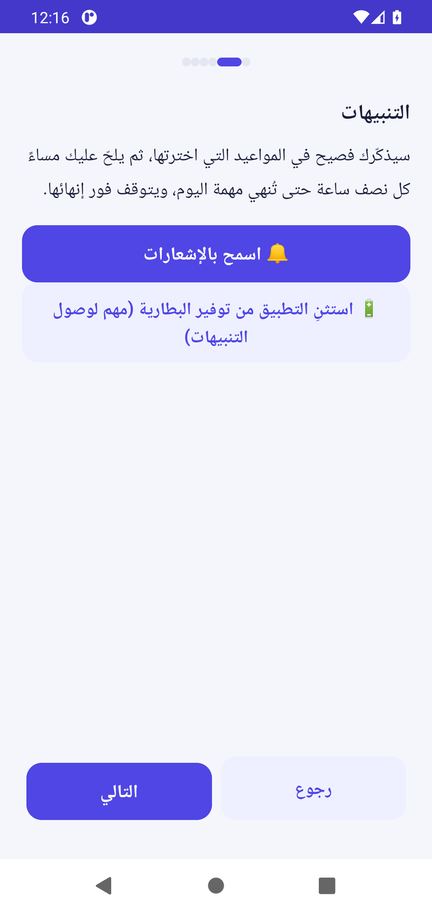 12:16
التنبيهات
سيذكّرك فصيح في المواعيد التي اخترتها، ثم يلحّ عليك مساءً
كل نصف ساعة حتى تُنهي مهمة اليوم، ويتوقف فور إنهائها.
🔔 اسمح بالإشعارات
🔋 استثنِ التطبيق من توفير البطارية (مهم لوصول
التنبيهات)
رجوع
التالي